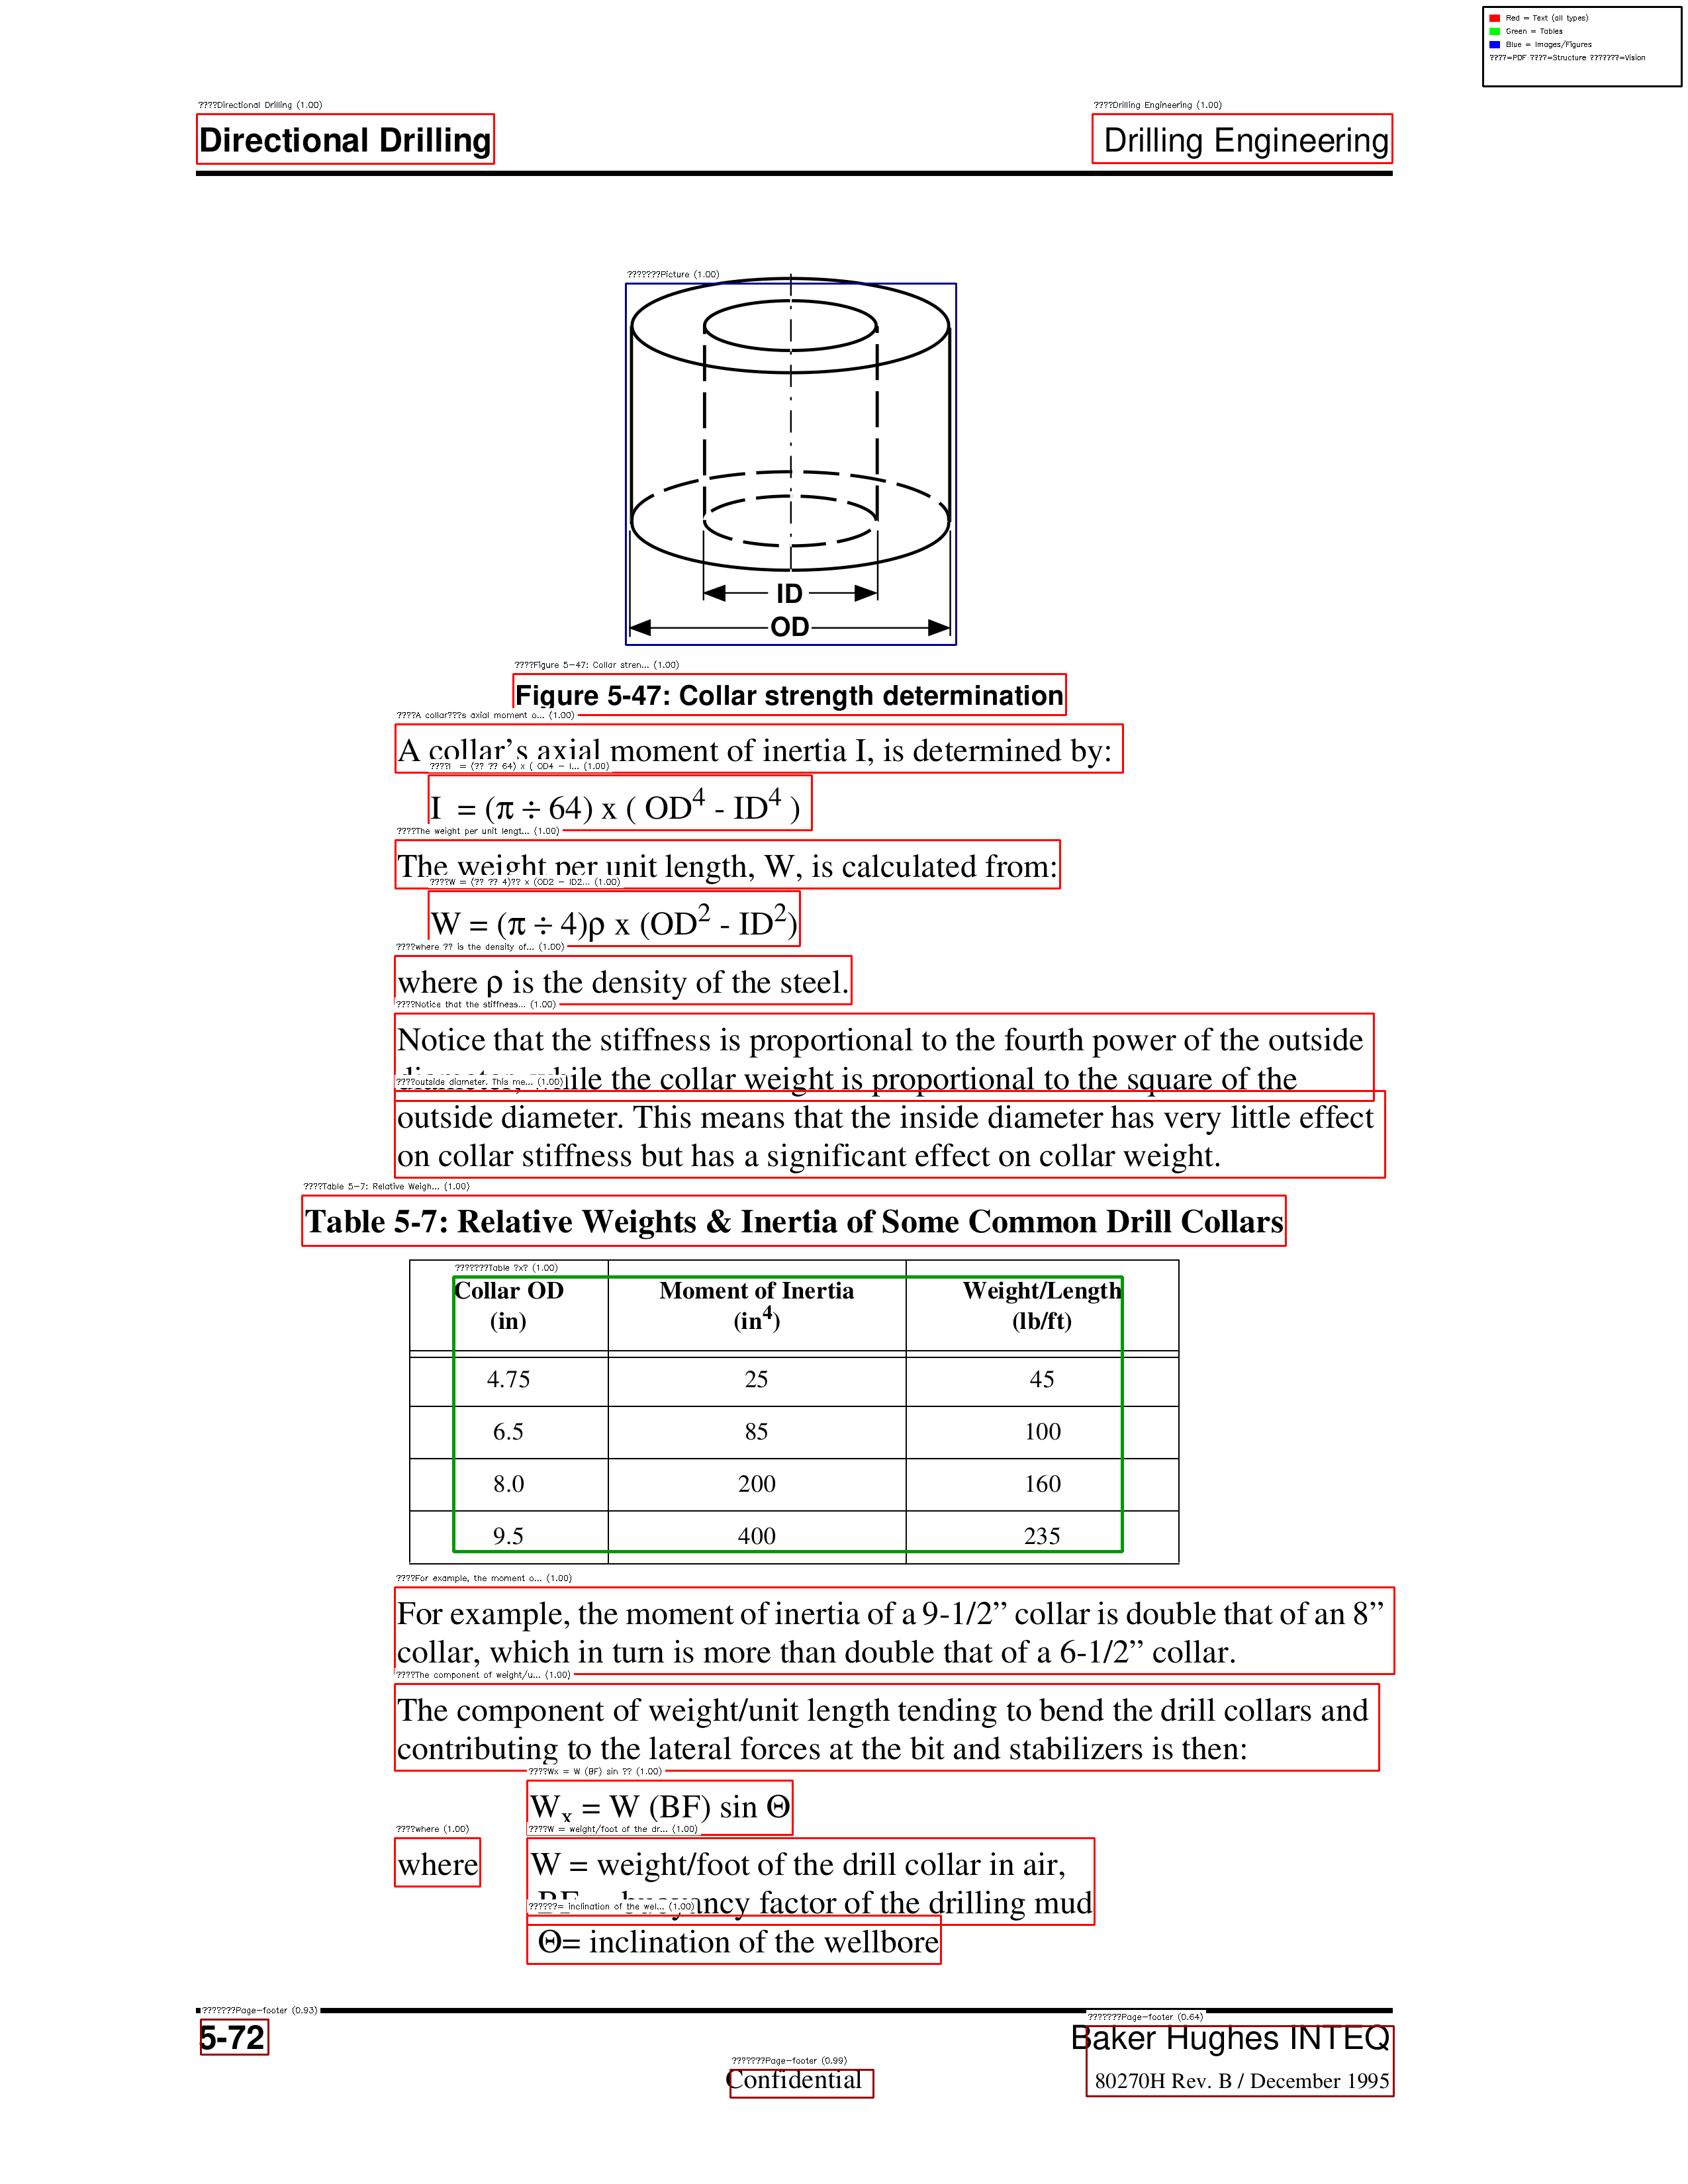 Red = Text (all types)
Green = Tables
Blue = Images/Figures
????=PDF ????=Structure ???????=Vision
????Directional Drilling (1.00)
????Drilling Engineering (1.00)
Directional Drilling
Drilling Engineering
???????Picture (1.00)
ID
OD
????Figure 5-47: Collar stren... (1.00)
Figure 5-47: Collar strength determination
????A collar???s axial moment o... (1.00)
A collar’s axial moment of inertia I, is determined by:
????I = (?? ?? 64) x ( OD4 - I... (1.00)
I = (π ÷ 64) x ( OD⁴ - ID⁴ )
????The weight per unit lengt... (1.00)
The weight per unit length, W, is calculated from:
????W = (?? ?? 4)?? x (OD2 - ID2... (1.00)
W = (π ÷ 4)ρ x (OD² - ID²)
????where ?? is the density of... (1.00)
where ρ is the density of the steel.
????Notice that the stiffness... (1.00)
Notice that the stiffness is proportional to the fourth power of the outside
diameter, while the collar weight is proportional to the square of the
????outside diameter. This me... (1.00)
outside diameter. This means that the inside diameter has very little effect
on collar stiffness but has a significant effect on collar weight.
????Table 5-7: Relative Weigh... (1.00)
Table 5-7: Relative Weights & Inertia of Some Common Drill Collars
???????Table ?x? (1.00)
Collar OD Moment of Inertia Weight/Length
(in) (in⁴) (lb/ft)
4.75 25 45
6.5 85 100
8.0 200 160
9.5 400 235
????For example, the moment o... (1.00)
For example, the moment of inertia of a 9-1/2” collar is double that of an 8”
collar, which in turn is more than double that of a 6-1/2” collar.
????The component of weight/u... (1.00)
The component of weight/unit length tending to bend the drill collars and
contributing to the lateral forces at the bit and stabilizers is then:
????Wx = W (BF) sin ?? (1.00)
Wₓ = W (BF) sin Θ
????where (1.00)
????W = weight/foot of the dr... (1.00)
where W = weight/foot of the drill collar in air,
BF = buoyancy factor of the drilling mud
??????= inclination of the wel... (1.00)
Θ= inclination of the wellbore
???????Page-footer (0.93)
???????Page-footer (0.64)
5-72
Baker Hughes INTEQ
???????Page-footer (0.99)
Confidential
80270H Rev. B / December 1995